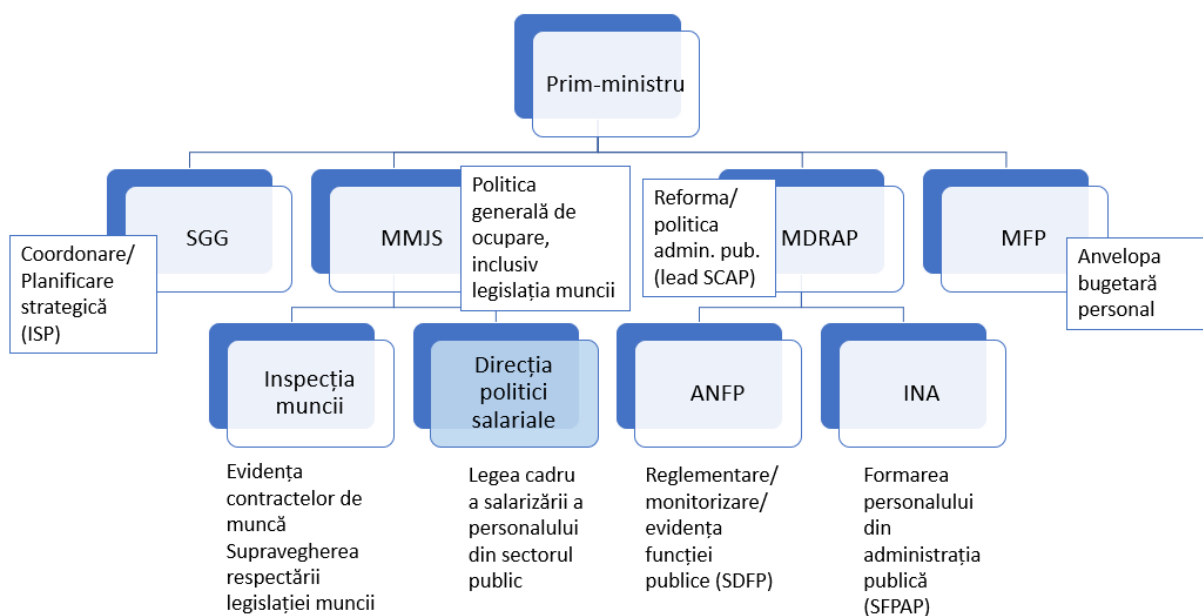 Prim-ministru
SGG
Coordonare/
Planificare
strategică
(ISP)
MMJS
Politica
generală de
ocupare,
inclusiv
legislația muncii
Reforma/
politica
admin. pub.
(lead SCAP)
MDRAP
MFP
Anvelopa
bugetară
personal
Inspecția
muncii
Direcția
politici
salariale
ANFP
INA
Evidența
contractelor de
muncă
Supravegherea
respectării
legislației muncii
Legea cadru
a salarizării a
personalului
din sectorul
public
Reglementare/
monitorizare/
evidența
funcției
publice (SDFP)
Formarea
personalului
din
administrația
publică
(SFPAP)